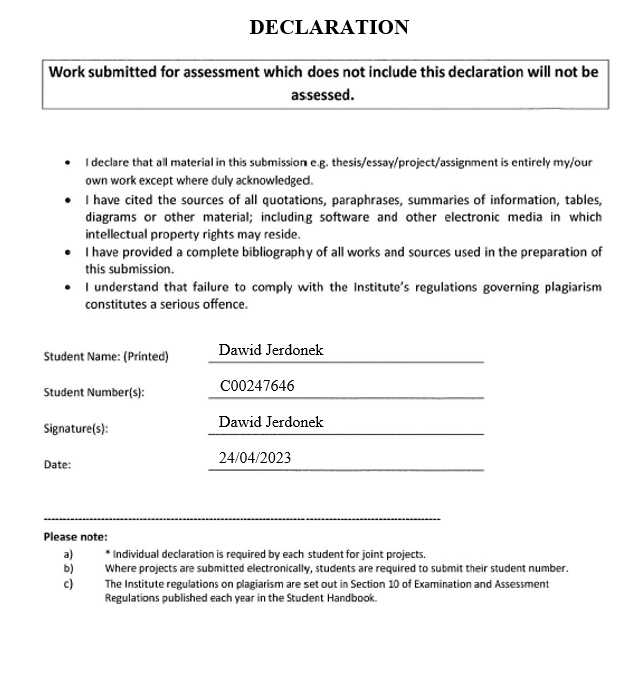 DECLARATION
Work submitted for assessment which does not include this declaration will not be
assessed.
• I declare that all material in this submission e.g. thesis/essay/project/assignment is entirely my/our
own work except where duly acknowledged.
• I have cited the sources of all quotations, paraphrases, summaries of information, tables,
diagrams or other material; including software and other electronic media in which
intellectual property rights may reside.
• I have provided a complete bibliography of all works and sources used in the preparation of
this submission.
• I understand that failure to comply with the Institute's regulations governing plagiarism
constitutes a serious offence.
Student Name: (Printed) Dawid Jerdonek
Student Number(s): C00247646
Signature(s): Dawid Jerdonek
Date: 24/04/2023
Please note:
a) * Individual declaration is required by each student for joint projects.
b) Where projects are submitted electronically, students are required to submit their student number.
c) The Institute regulations on plagiarism are set out in Section 10 of Examination and Assessment
Regulations published each year in the Student Handbook.